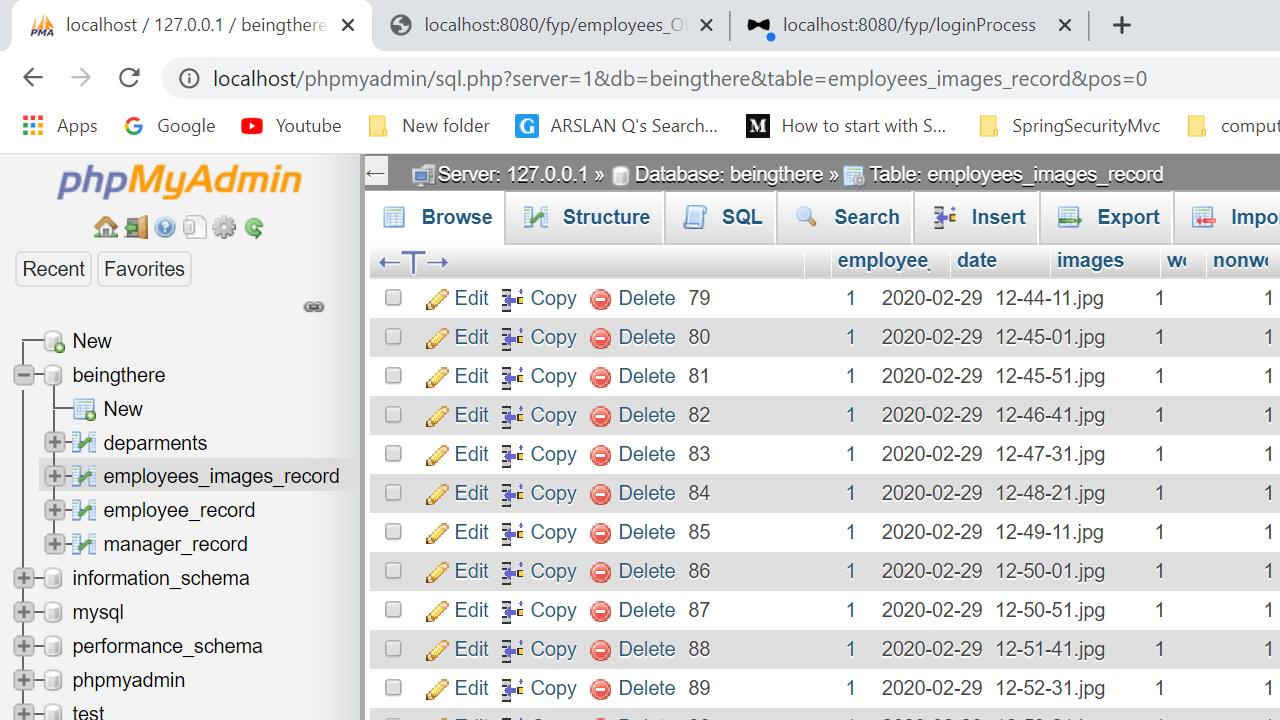 localhost / 127.0.0.1 / beingthere
localhost:8080/fyp/employees_O
localhost:8080/fyp/loginProcess
localhost/phpmyadmin/sql.php?server=1&db=beingthere&table=employees_images_record&pos=0
Apps Google Youtube New folder ARSLAN Q's Search... How to start with S... SpringSecurityMvc comput
phpMyAdmin
Recent Favorites
New
beingthere
New
deparments
employees_images_record
employee_record
manager_record
information_schema
mysql
performance_schema
phpmyadmin
test
Server: 127.0.0.1 » Database: beingthere » Table: employees_images_record
Browse Structure SQL Search Insert Export Impo
←T→ employee_ date images wo nonwo
Edit Copy Delete 79 1 2020-02-29 12-44-11.jpg 1 1
Edit Copy Delete 80 1 2020-02-29 12-45-01.jpg 1 1
Edit Copy Delete 81 1 2020-02-29 12-45-51.jpg 1 1
Edit Copy Delete 82 1 2020-02-29 12-46-41.jpg 1 1
Edit Copy Delete 83 1 2020-02-29 12-47-31.jpg 1 1
Edit Copy Delete 84 1 2020-02-29 12-48-21.jpg 1 1
Edit Copy Delete 85 1 2020-02-29 12-49-11.jpg 1 1
Edit Copy Delete 86 1 2020-02-29 12-50-01.jpg 1 1
Edit Copy Delete 87 1 2020-02-29 12-50-51.jpg 1 1
Edit Copy Delete 88 1 2020-02-29 12-51-41.jpg 1 1
Edit Copy Delete 89 1 2020-02-29 12-52-31.jpg 1 1